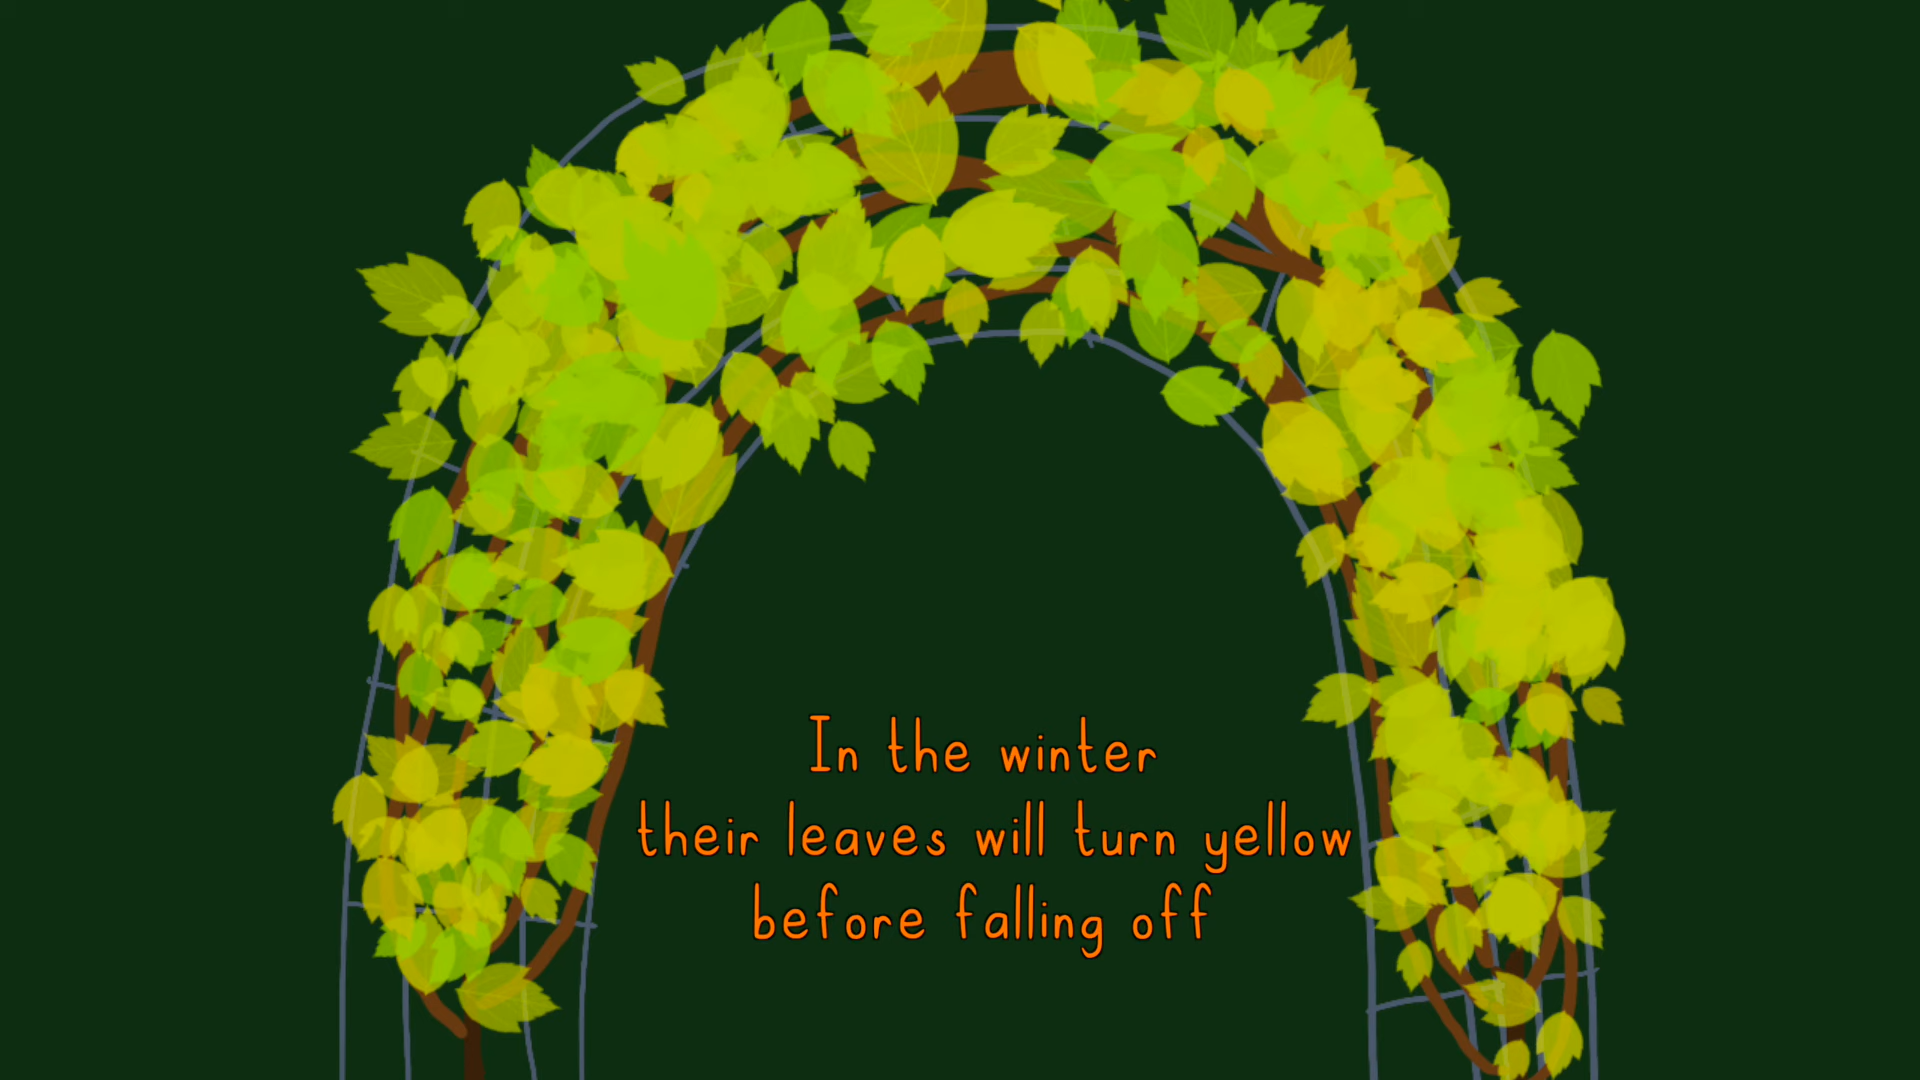 In the winter
their leaves will turn yellow
before falling off